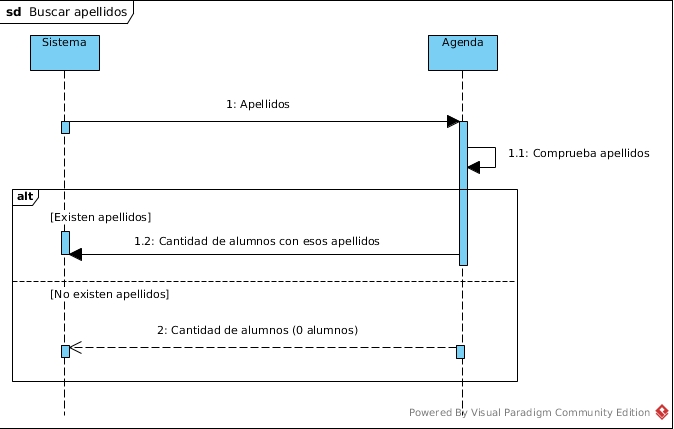 sd Buscar apellidos
Sistema
Agenda
1: Apellidos
1.1: Comprueba apellidos
alt
[Existen apellidos]
1.2: Cantidad de alumnos con esos apellidos
[No existen apellidos]
2: Cantidad de alumnos (0 alumnos)
Powered By Visual Paradigm Community Edition